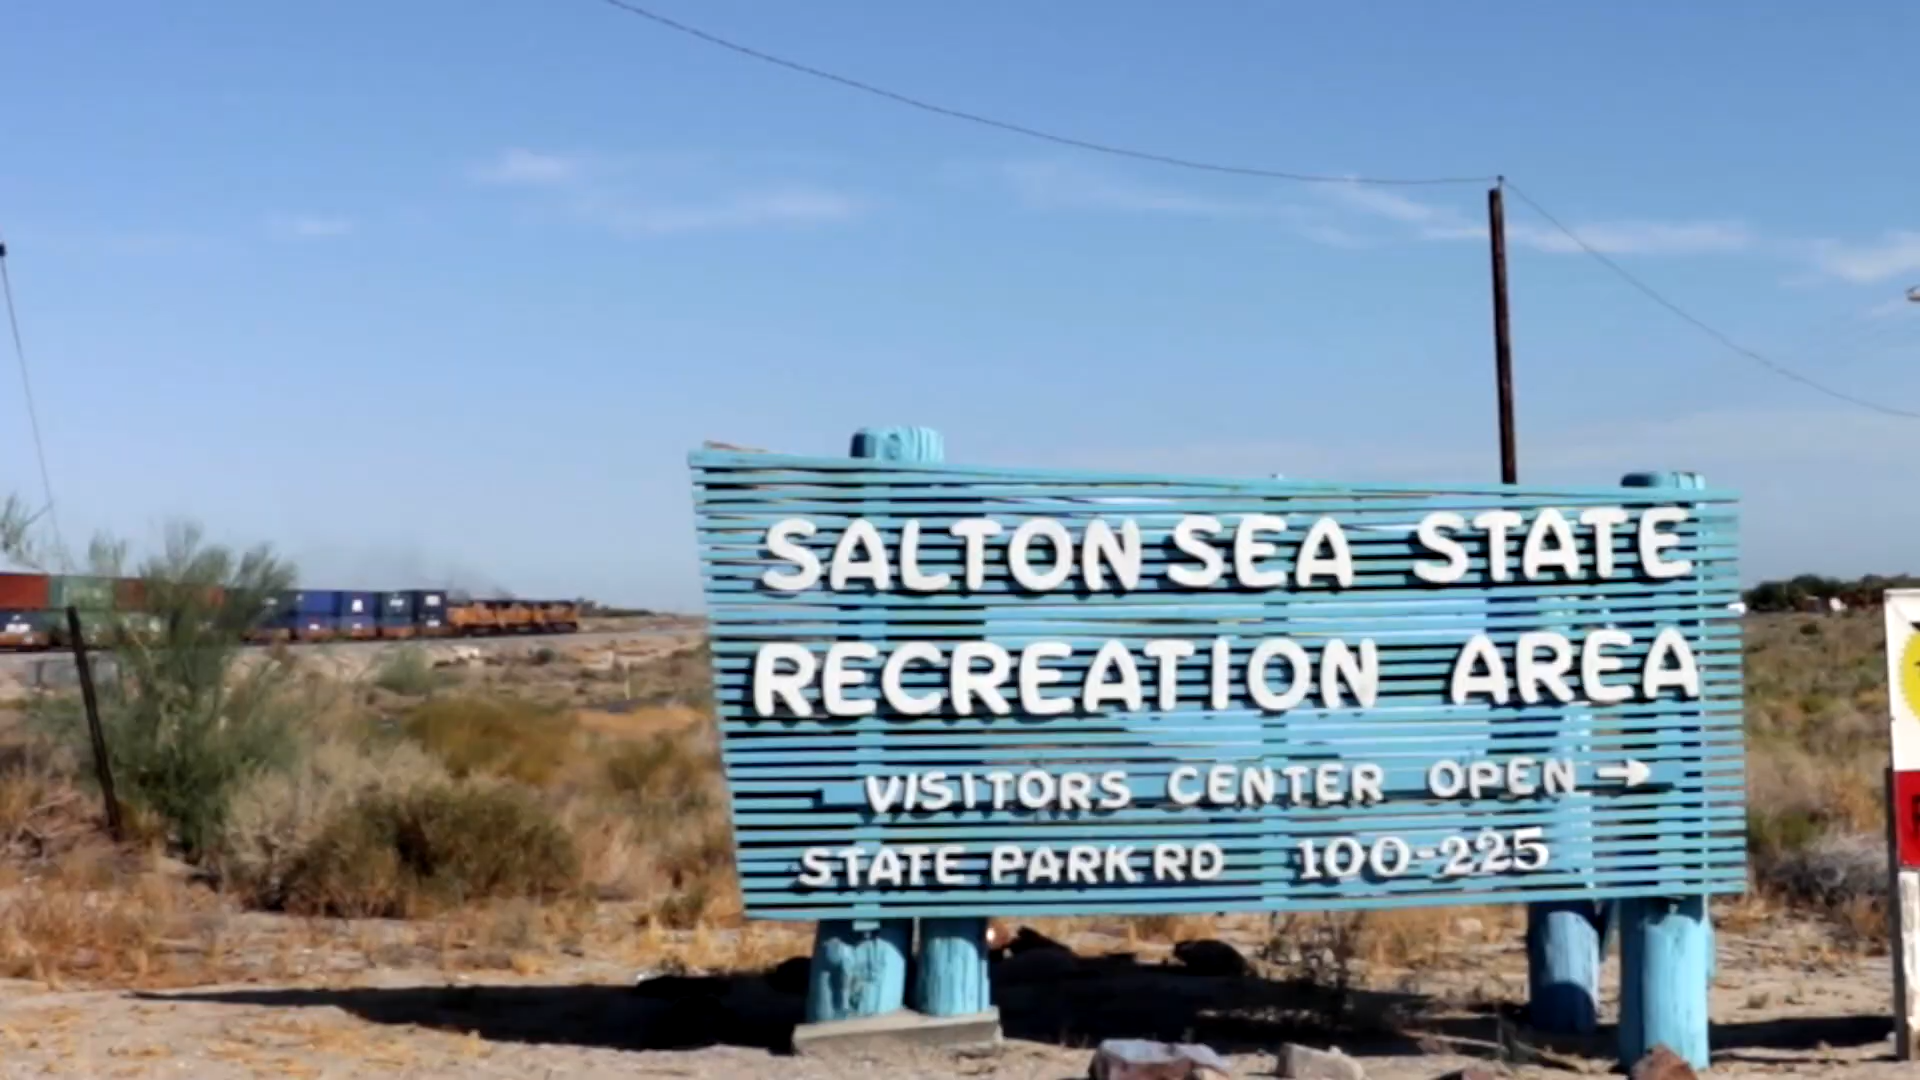 SALTON SEA STATE
RECREATION AREA
VISITORS CENTER OPEN →
STATE PARK RD 100-225